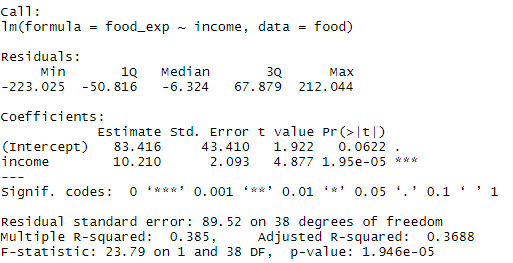 Call:
lm(formula = food_exp ~ income, data = food)
Residuals:
     Min       1Q   Median       3Q      Max
-223.025  -50.816   -6.324   67.879  212.044
Coefficients:
            Estimate Std. Error t value Pr(>|t|)
(Intercept)   83.416     43.410   1.922   0.0622 .
income        10.210      2.093   4.877 1.95e-05 ***
---
Signif. codes:  0 ‘***’ 0.001 ‘**’ 0.01 ‘*’ 0.05 ‘.’ 0.1 ‘ ’ 1
Residual standard error: 89.52 on 38 degrees of freedom
Multiple R-squared:  0.385,     Adjusted R-squared:  0.3688
F-statistic: 23.79 on 1 and 38 DF,  p-value: 1.946e-05